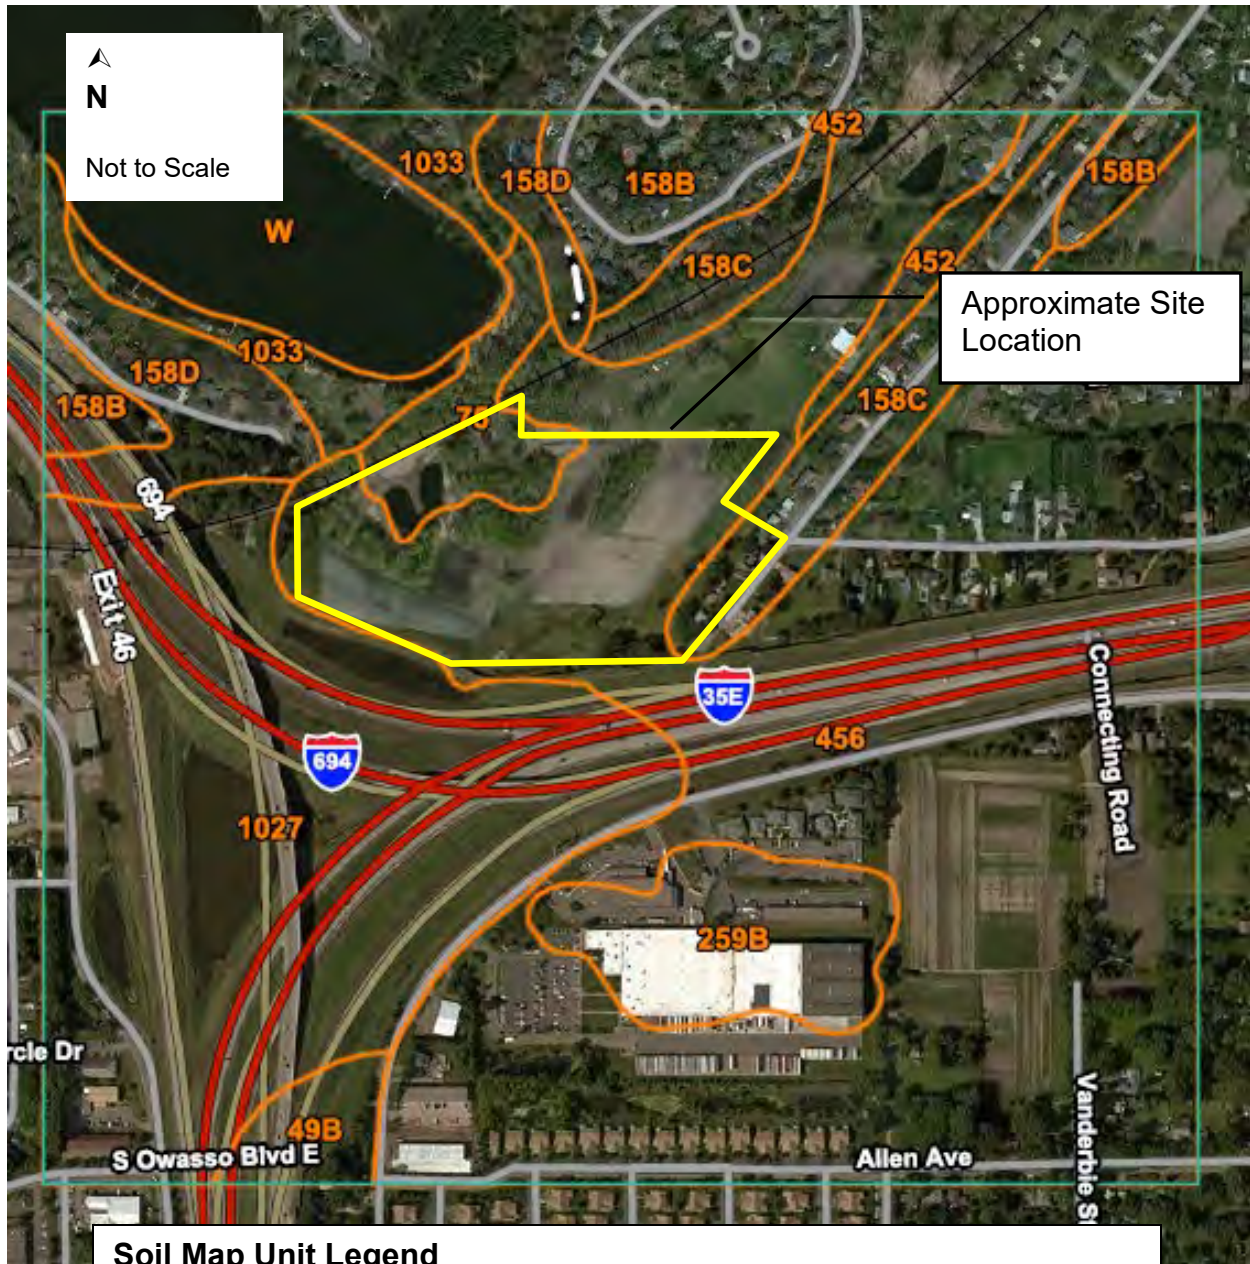 N
Not to Scale
452
1033
158D
158B
158B
W
158C
452
Approximate Site
Location
1033
158D
158B
158C
694
Exit 46
35E
Connecting Road
694
456
1027
259B
rcle Dr
49B
S Owasso Blvd E
Allen Ave
Vanderbie St
Soil Map Unit Legend